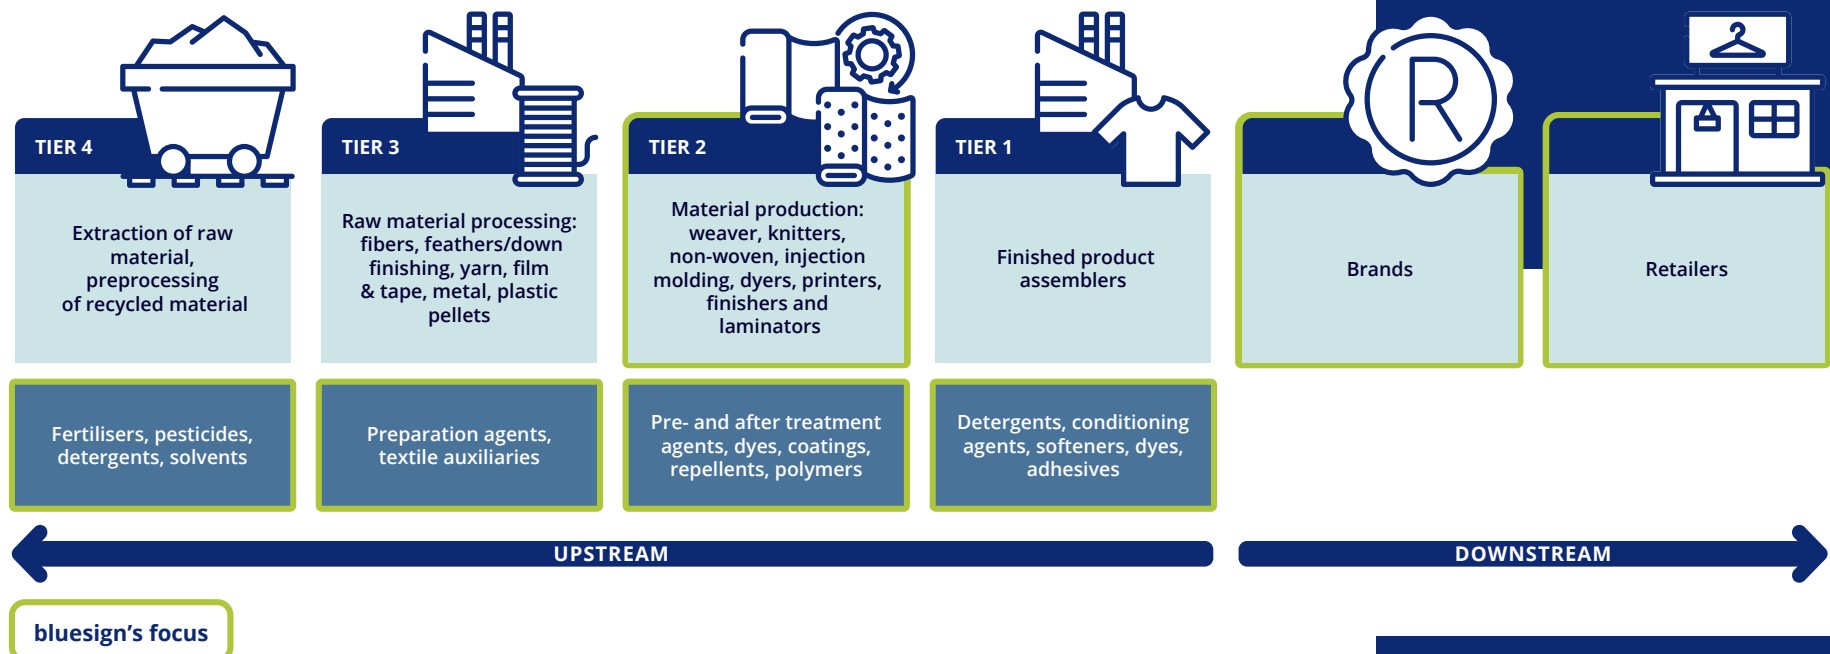 TIER 4
Extraction of raw
material,
preprocessing
of recycled material
TIER 3
Raw material processing:
fibers, feathers/down
finishing, yarn, film
& tape, metal, plastic
pellets
TIER 2
Material production:
weaver, knitters,
non-woven, injection
molding, dyers, printers,
finishers and
laminators
TIER 1
Finished product
assemblers
R
Brands
Retailers
Fertilisers, pesticides,
detergents, solvents
Preparation agents,
textile auxiliaries
Pre- and after treatment
agents, dyes, coatings,
repellents, polymers
Detergents, conditioning
agents, softeners, dyes,
adhesives
UPSTREAM
DOWNSTREAM
bluesign’s focus